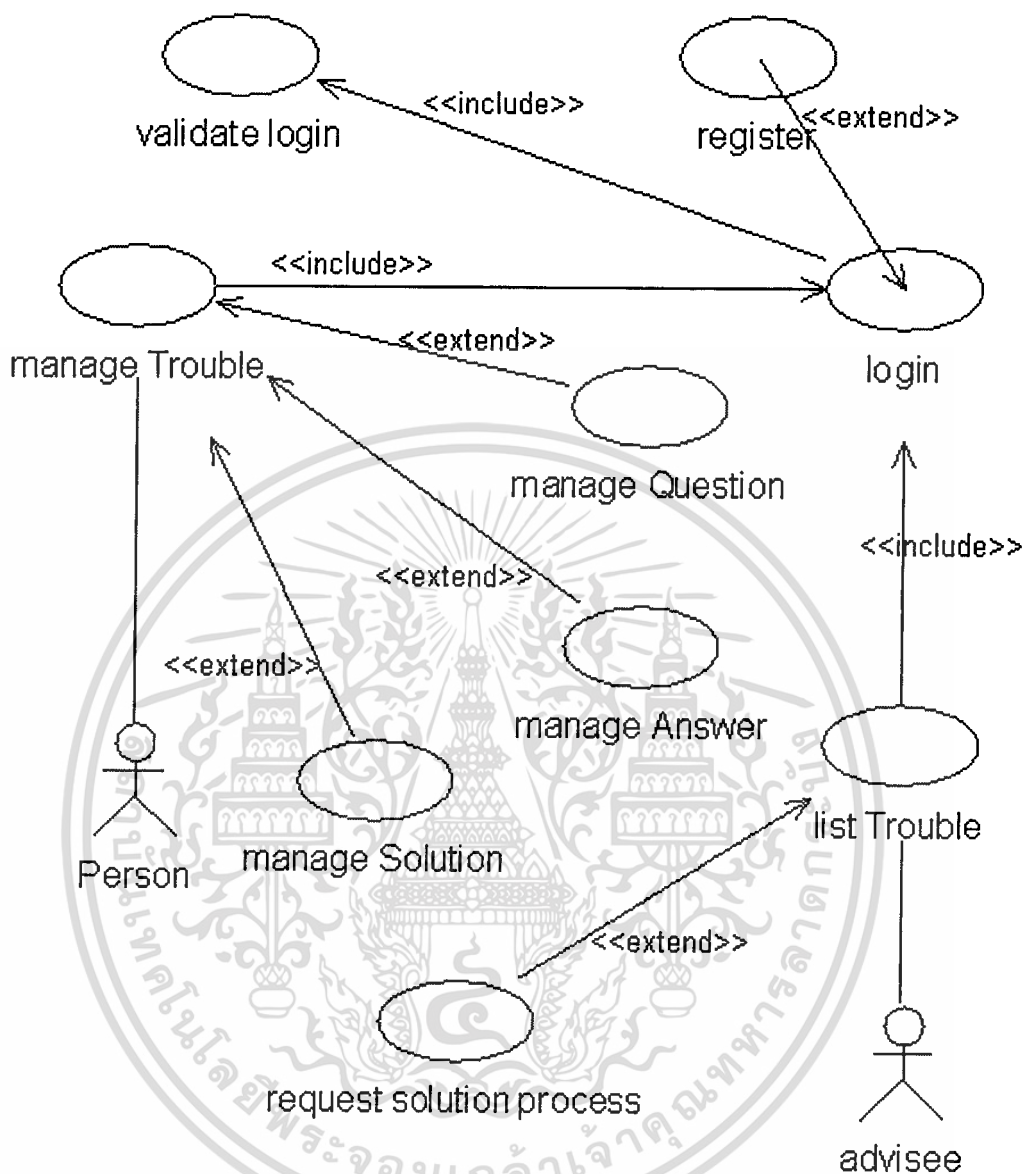 <<include>>
<<extend>>
validate login
register
<<include>>
<<extend>>
manage Trouble
login
manage Question
<<include>>
<<extend>>
<<extend>>
manage Answer
list Trouble
manage Solution
Person
<<extend>>
request solution process
advisee